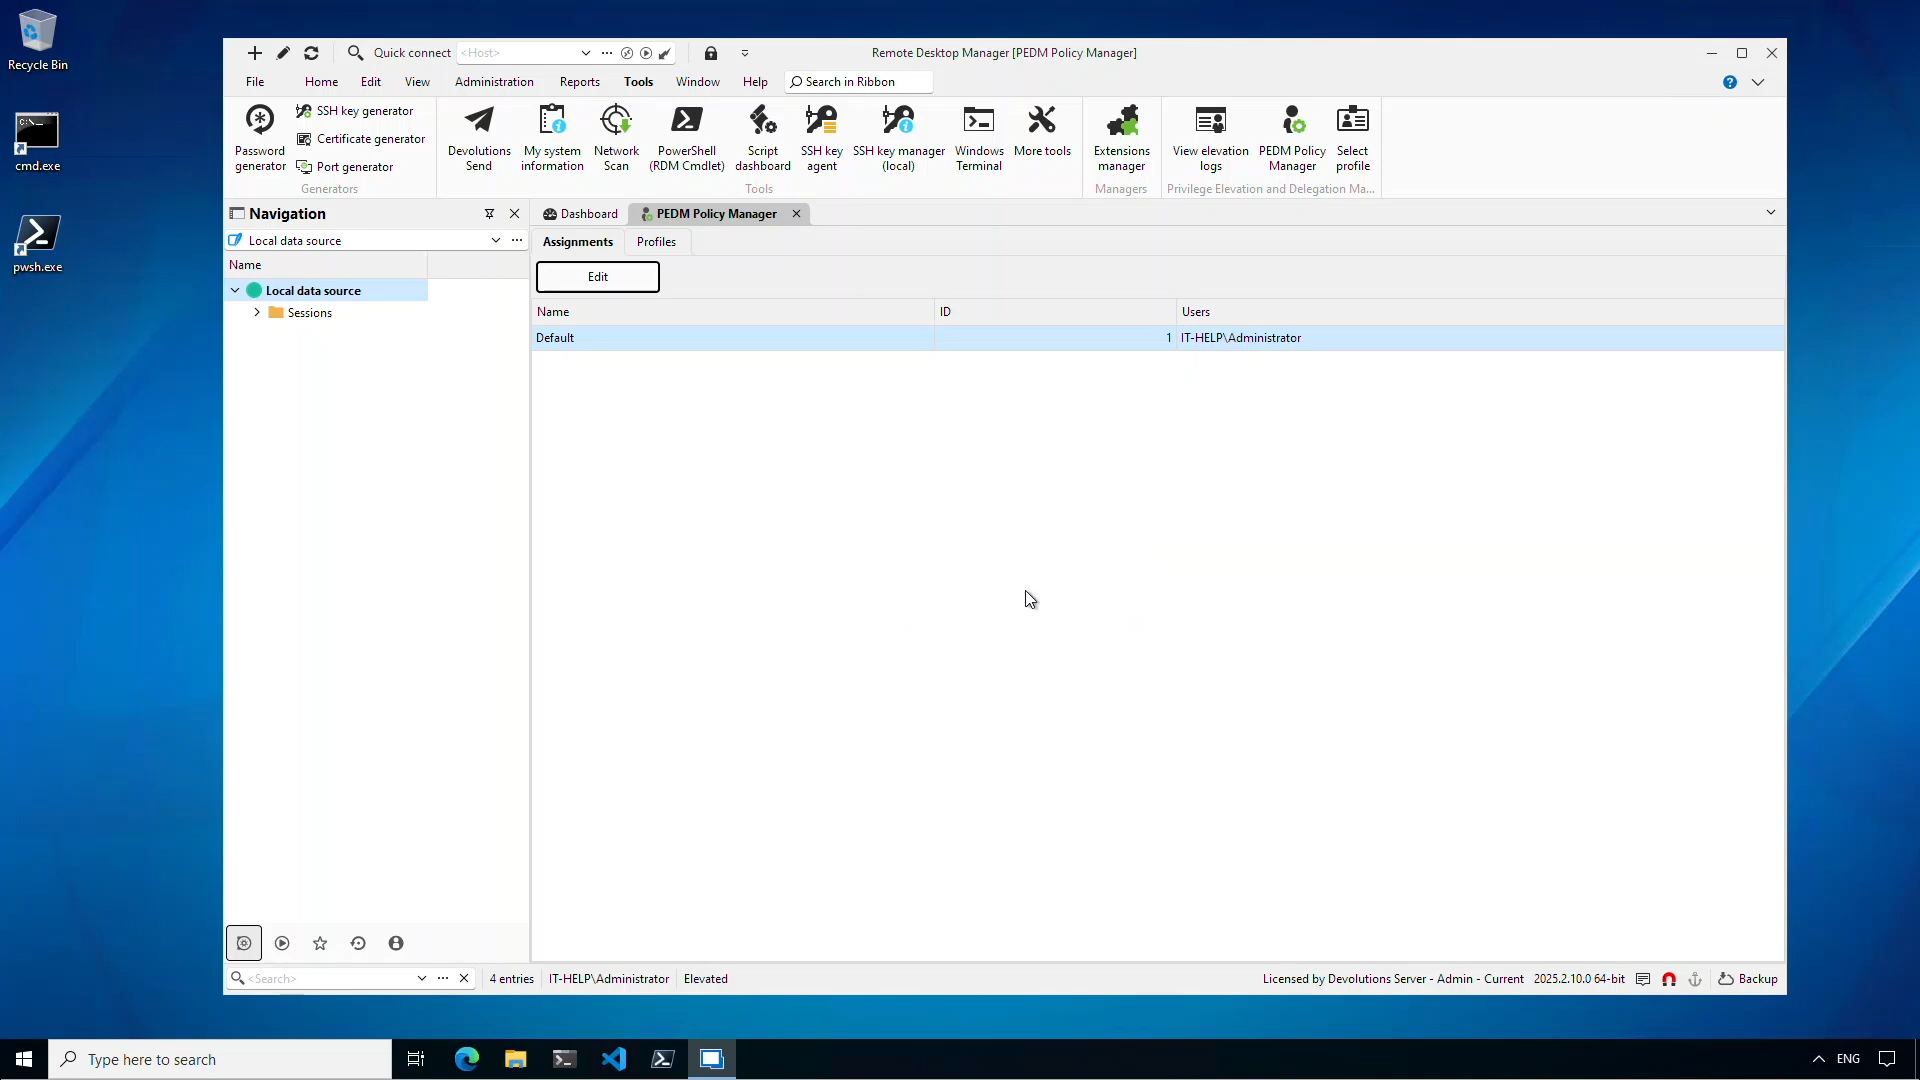 Recycle Bin
cmd.exe
pwsh.exe
Quick connect <Host>
Remote Desktop Manager [PEDM Policy Manager]
File Home Edit View Administration Reports Tools Window Help Search in Ribbon
Password generator
SSH key generator
Certificate generator
Port generator
Generators
Devolutions Send
My system information
Network Scan
PowerShell (RDM Cmdlet)
Script dashboard
SSH key agent
SSH key manager (local)
Windows Terminal
More tools
Tools
Extensions manager
Managers
View elevation logs
PEDM Policy Manager
Select profile
Privilege Elevation and Delegation Ma...
Navigation
Local data source
Name
Local data source
Sessions
Dashboard PEDM Policy Manager
Assignments Profiles
Edit
Name ID Users
Default 1 IT-HELP\Administrator
<Search>
4 entries IT-HELP\Administrator Elevated
Licensed by Devolutions Server - Admin - Current 2025.2.10.0 64-bit Backup
Type here to search
ENG